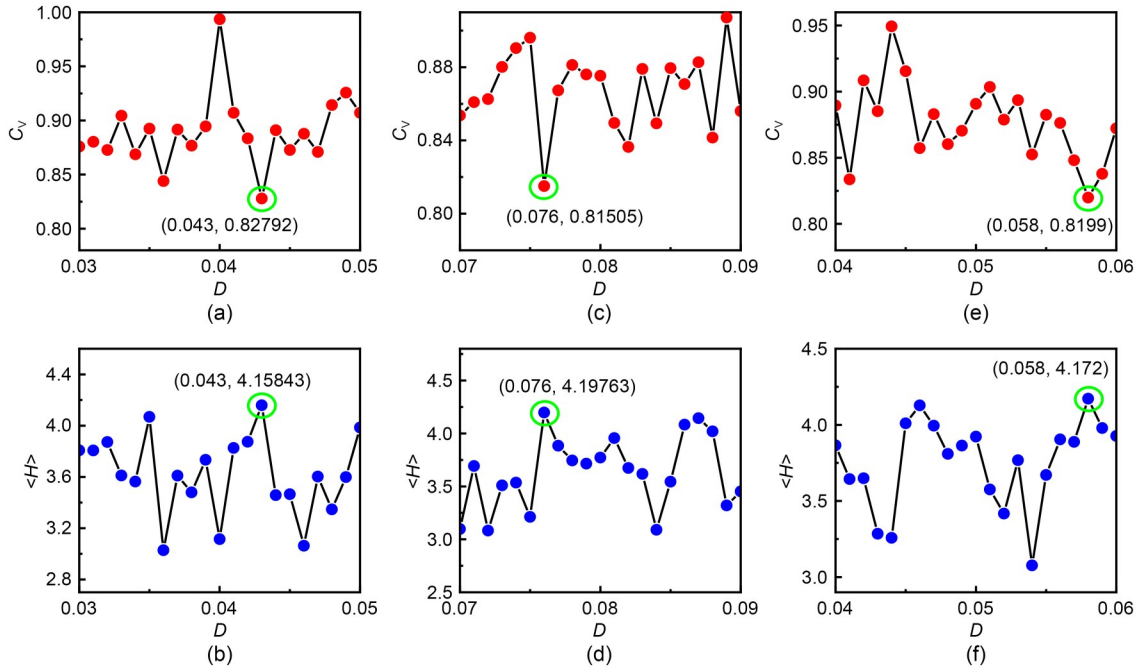 1.00
0.95
0.90
0.85
0.80
Cv
(0.043, 0.82792)
0.03 0.04 0.05
D
(a)
0.88
0.84
0.80
Cv
(0.076, 0.81505)
0.07 0.08 0.09
D
(c)
0.95
0.90
0.85
0.80
Cv
(0.058, 0.8199)
0.04 0.05 0.06
D
(e)
4.4
4.0
3.6
3.2
2.8
<H>
(0.043, 4.15843)
0.03 0.04 0.05
D
(b)
4.5
4.0
3.5
3.0
2.5
<H>
(0.076, 4.19763)
0.07 0.08 0.09
D
(d)
4.5
4.0
3.5
3.0
<H>
(0.058, 4.172)
0.04 0.05 0.06
D
(f)